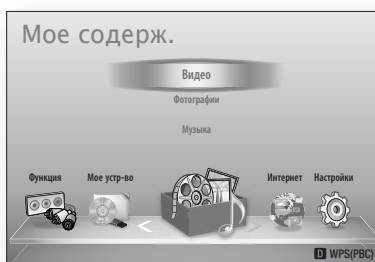 Мое содерж.
Видео
Фотографии
Музыка
Функция Мое устр-во Интернет Настройки
D WPS(PBC)